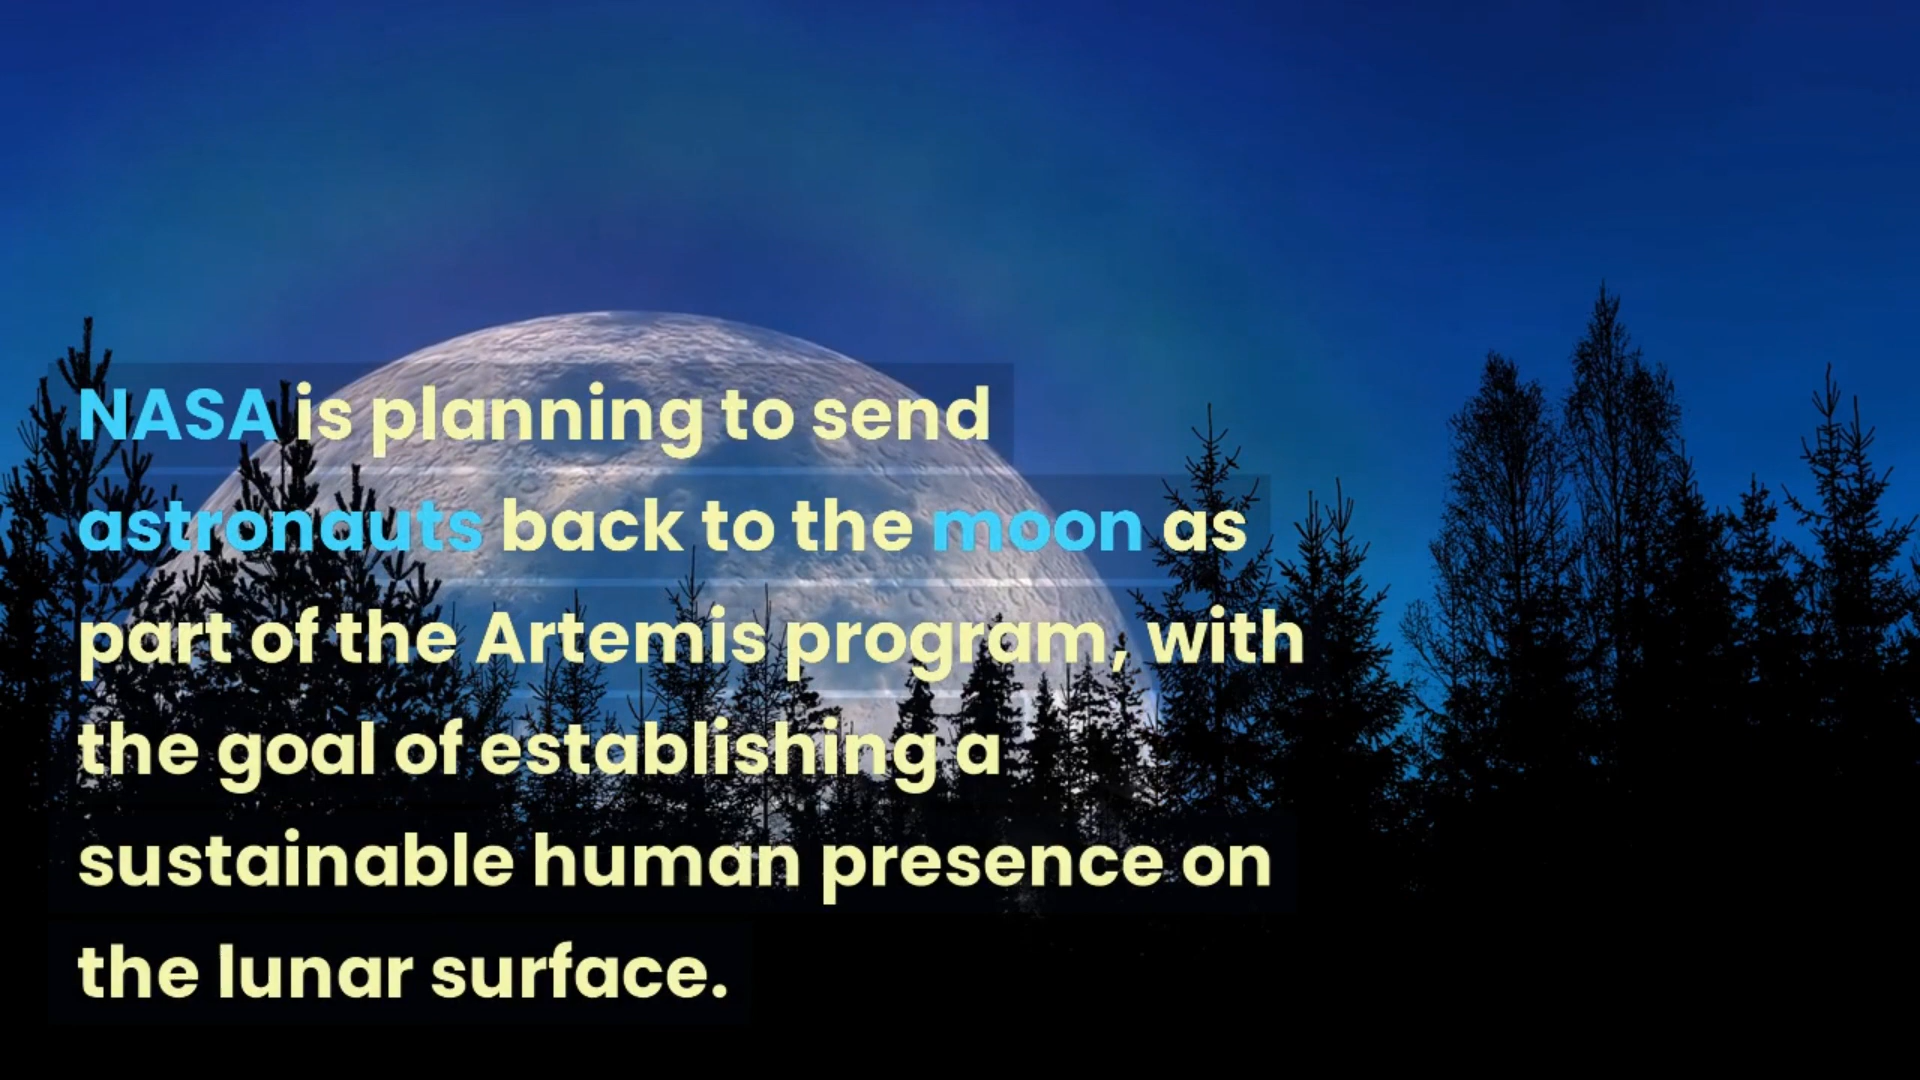 NASA is planning to send
astronauts back to the moon as
part of the Artemis program, with
the goal of establishing a
sustainable human presence on
the lunar surface.